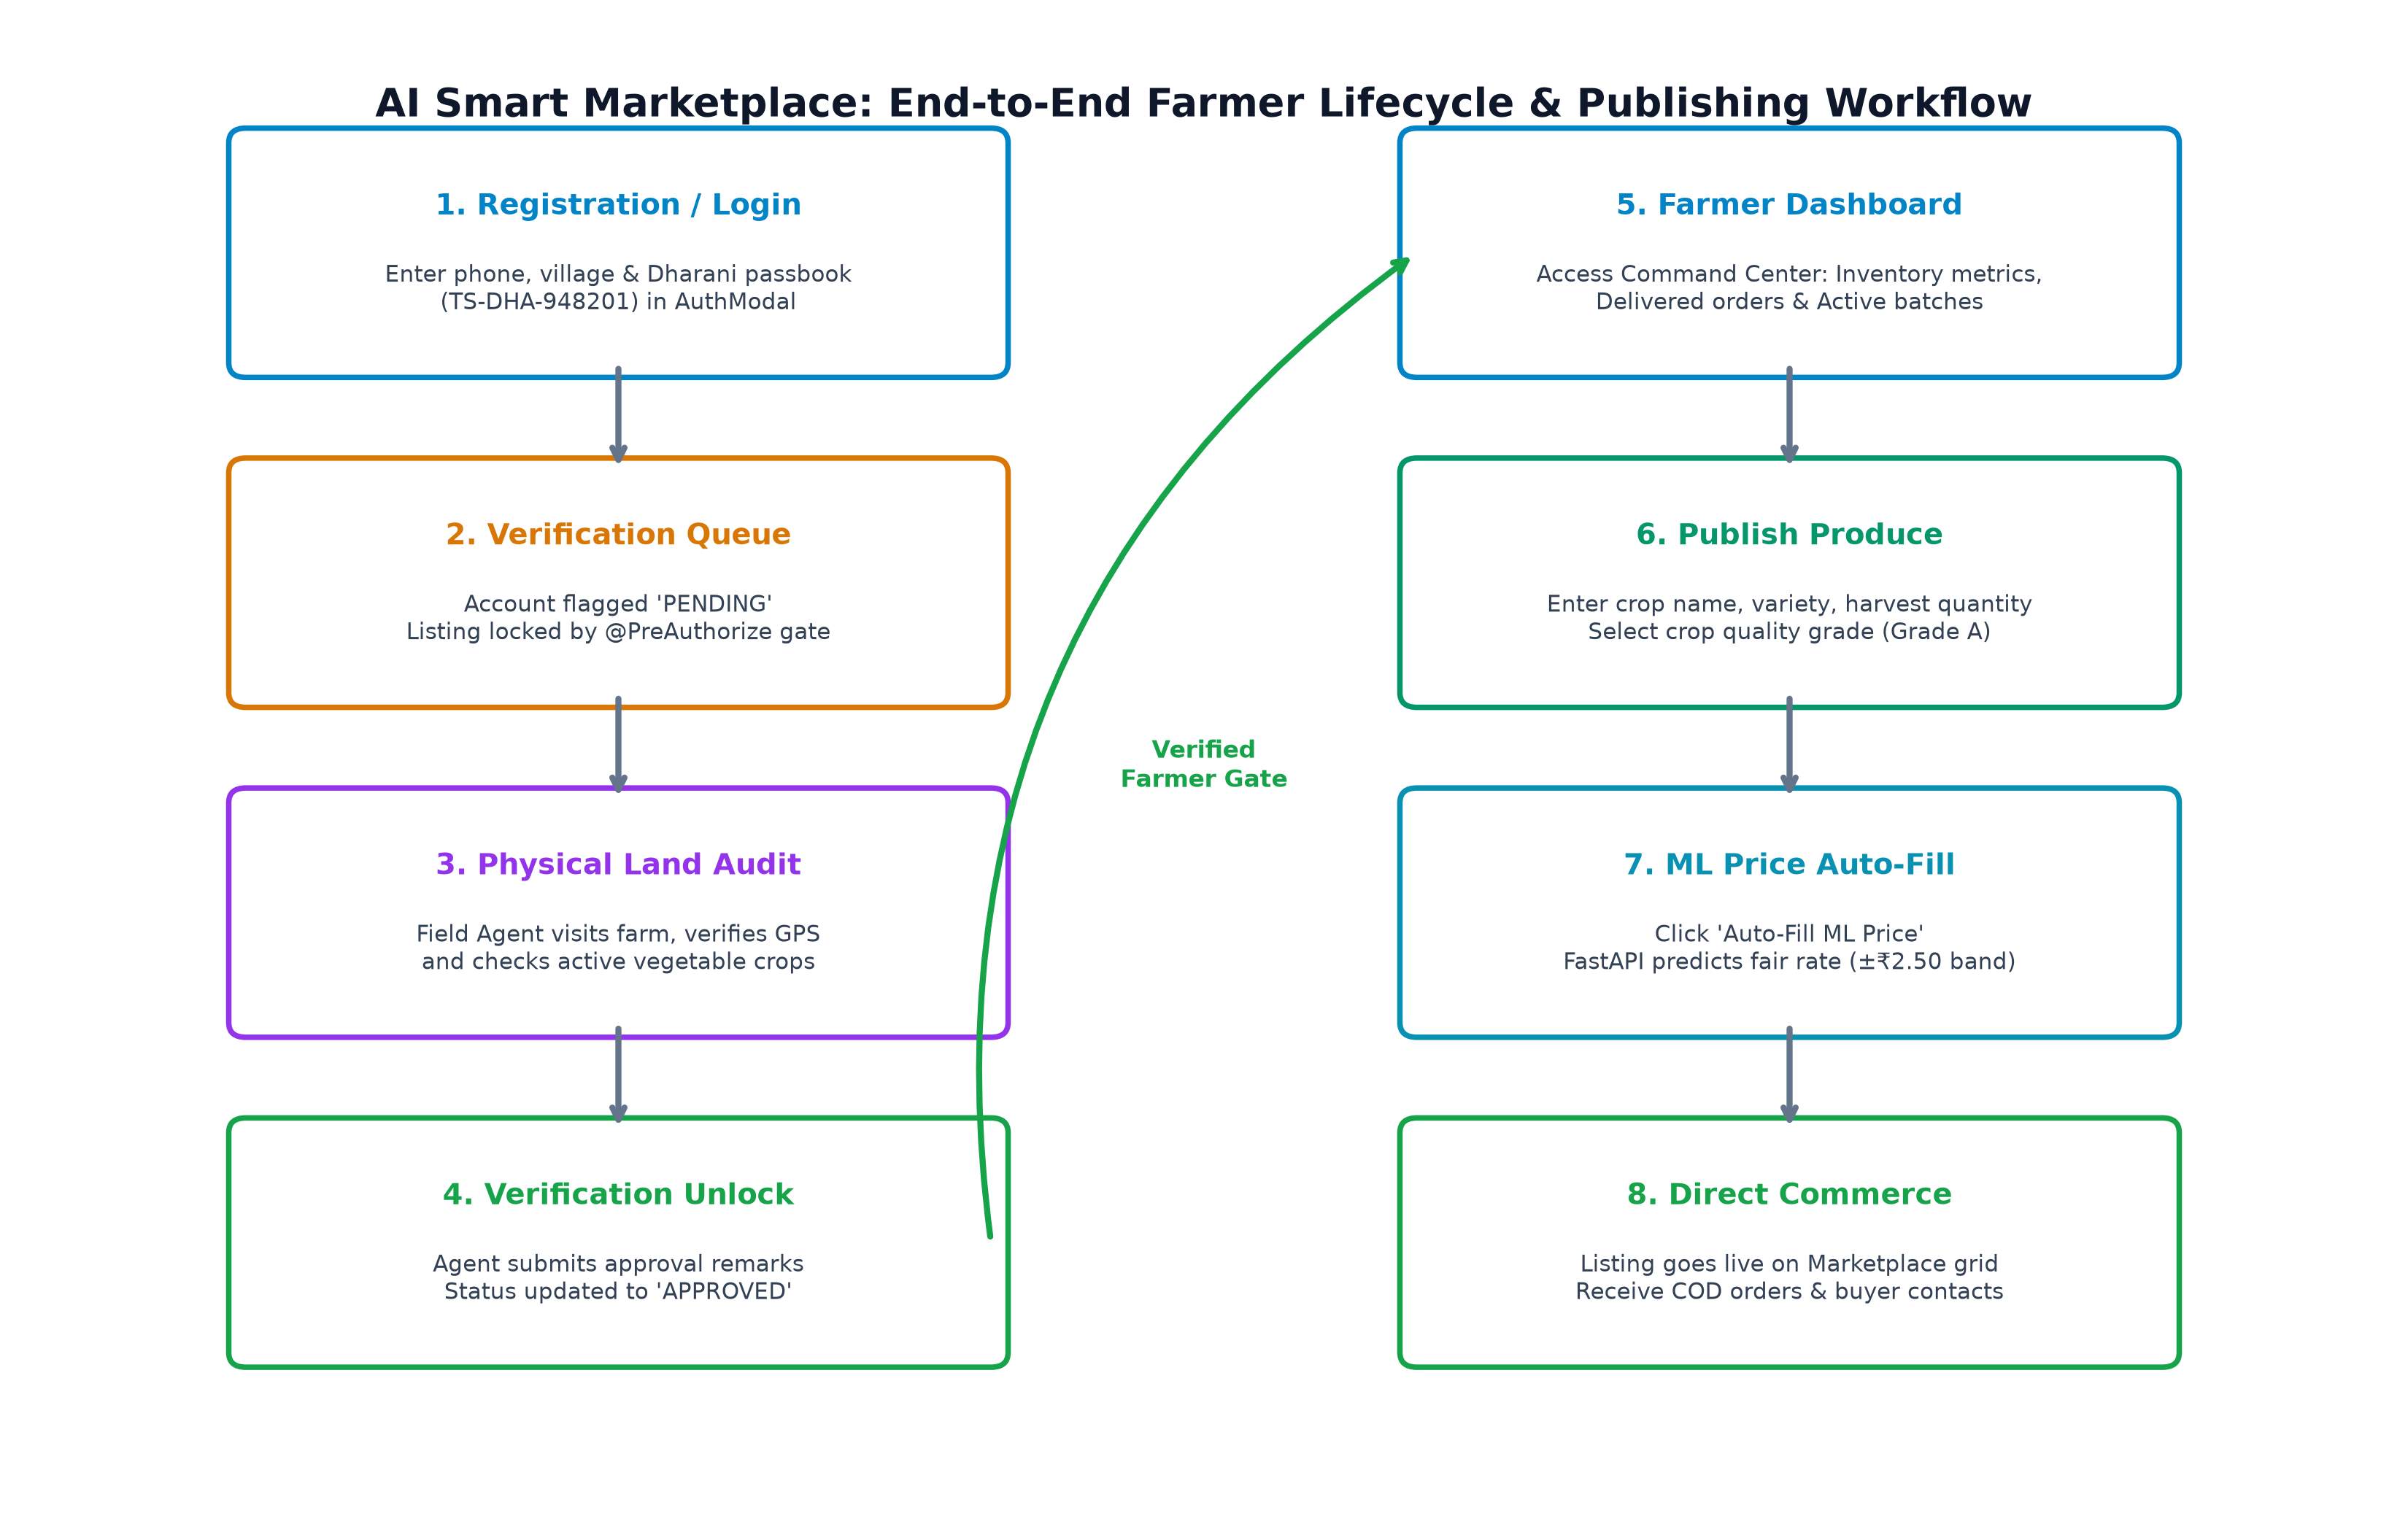 AI Smart Marketplace: End-to-End Farmer Lifecycle & Publishing Workflow
1. Registration / Login
Enter phone, village & Dharani passbook
(TS-DHA-948201) in AuthModal
2. Verification Queue
Account flagged 'PENDING'
Listing locked by @PreAuthorize gate
3. Physical Land Audit
Field Agent visits farm, verifies GPS
and checks active vegetable crops
4. Verification Unlock
Agent submits approval remarks
Status updated to 'APPROVED'
Verified
Farmer Gate
5. Farmer Dashboard
Access Command Center: Inventory metrics,
Delivered orders & Active batches
6. Publish Produce
Enter crop name, variety, harvest quantity
Select crop quality grade (Grade A)
7. ML Price Auto-Fill
Click 'Auto-Fill ML Price'
FastAPI predicts fair rate (±₹2.50 band)
8. Direct Commerce
Listing goes live on Marketplace grid
Receive COD orders & buyer contacts